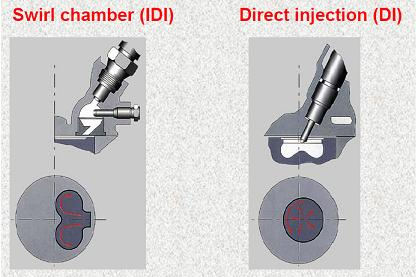 Swirl chamber (IDI)
Direct injection (DI)